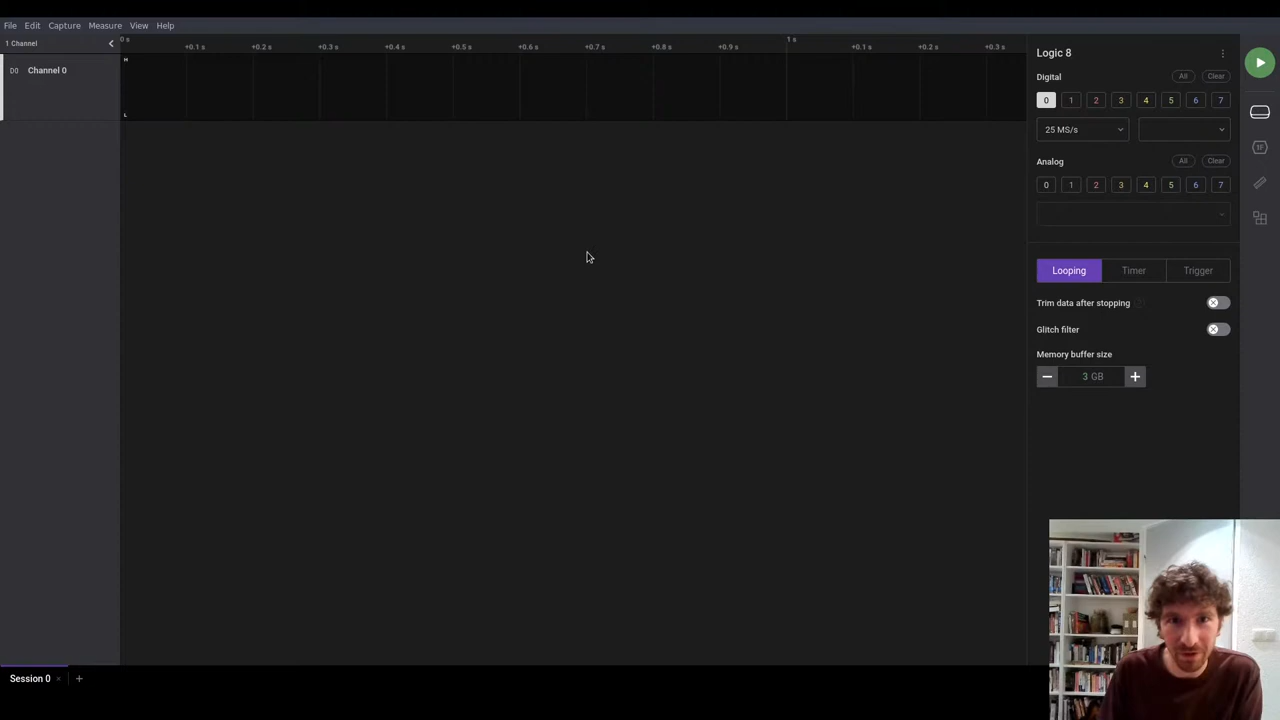 File Edit Capture Measure View Help
1 Channel
0 s +0.1 s +0.2 s +0.3 s +0.4 s +0.5 s +0.6 s +0.7 s +0.8 s +0.9 s 1 s +0.1 s +0.2 s +0.3 s
D0 Channel 0
H
L
Logic 8
Digital All Clear
0 1 2 3 4 5 6 7
25 MS/s
Analog All Clear
0 1 2 3 4 5 6 7
Looping Timer Trigger
Trim data after stopping
Glitch filter
Memory buffer size
3 GB
1F
Session 0